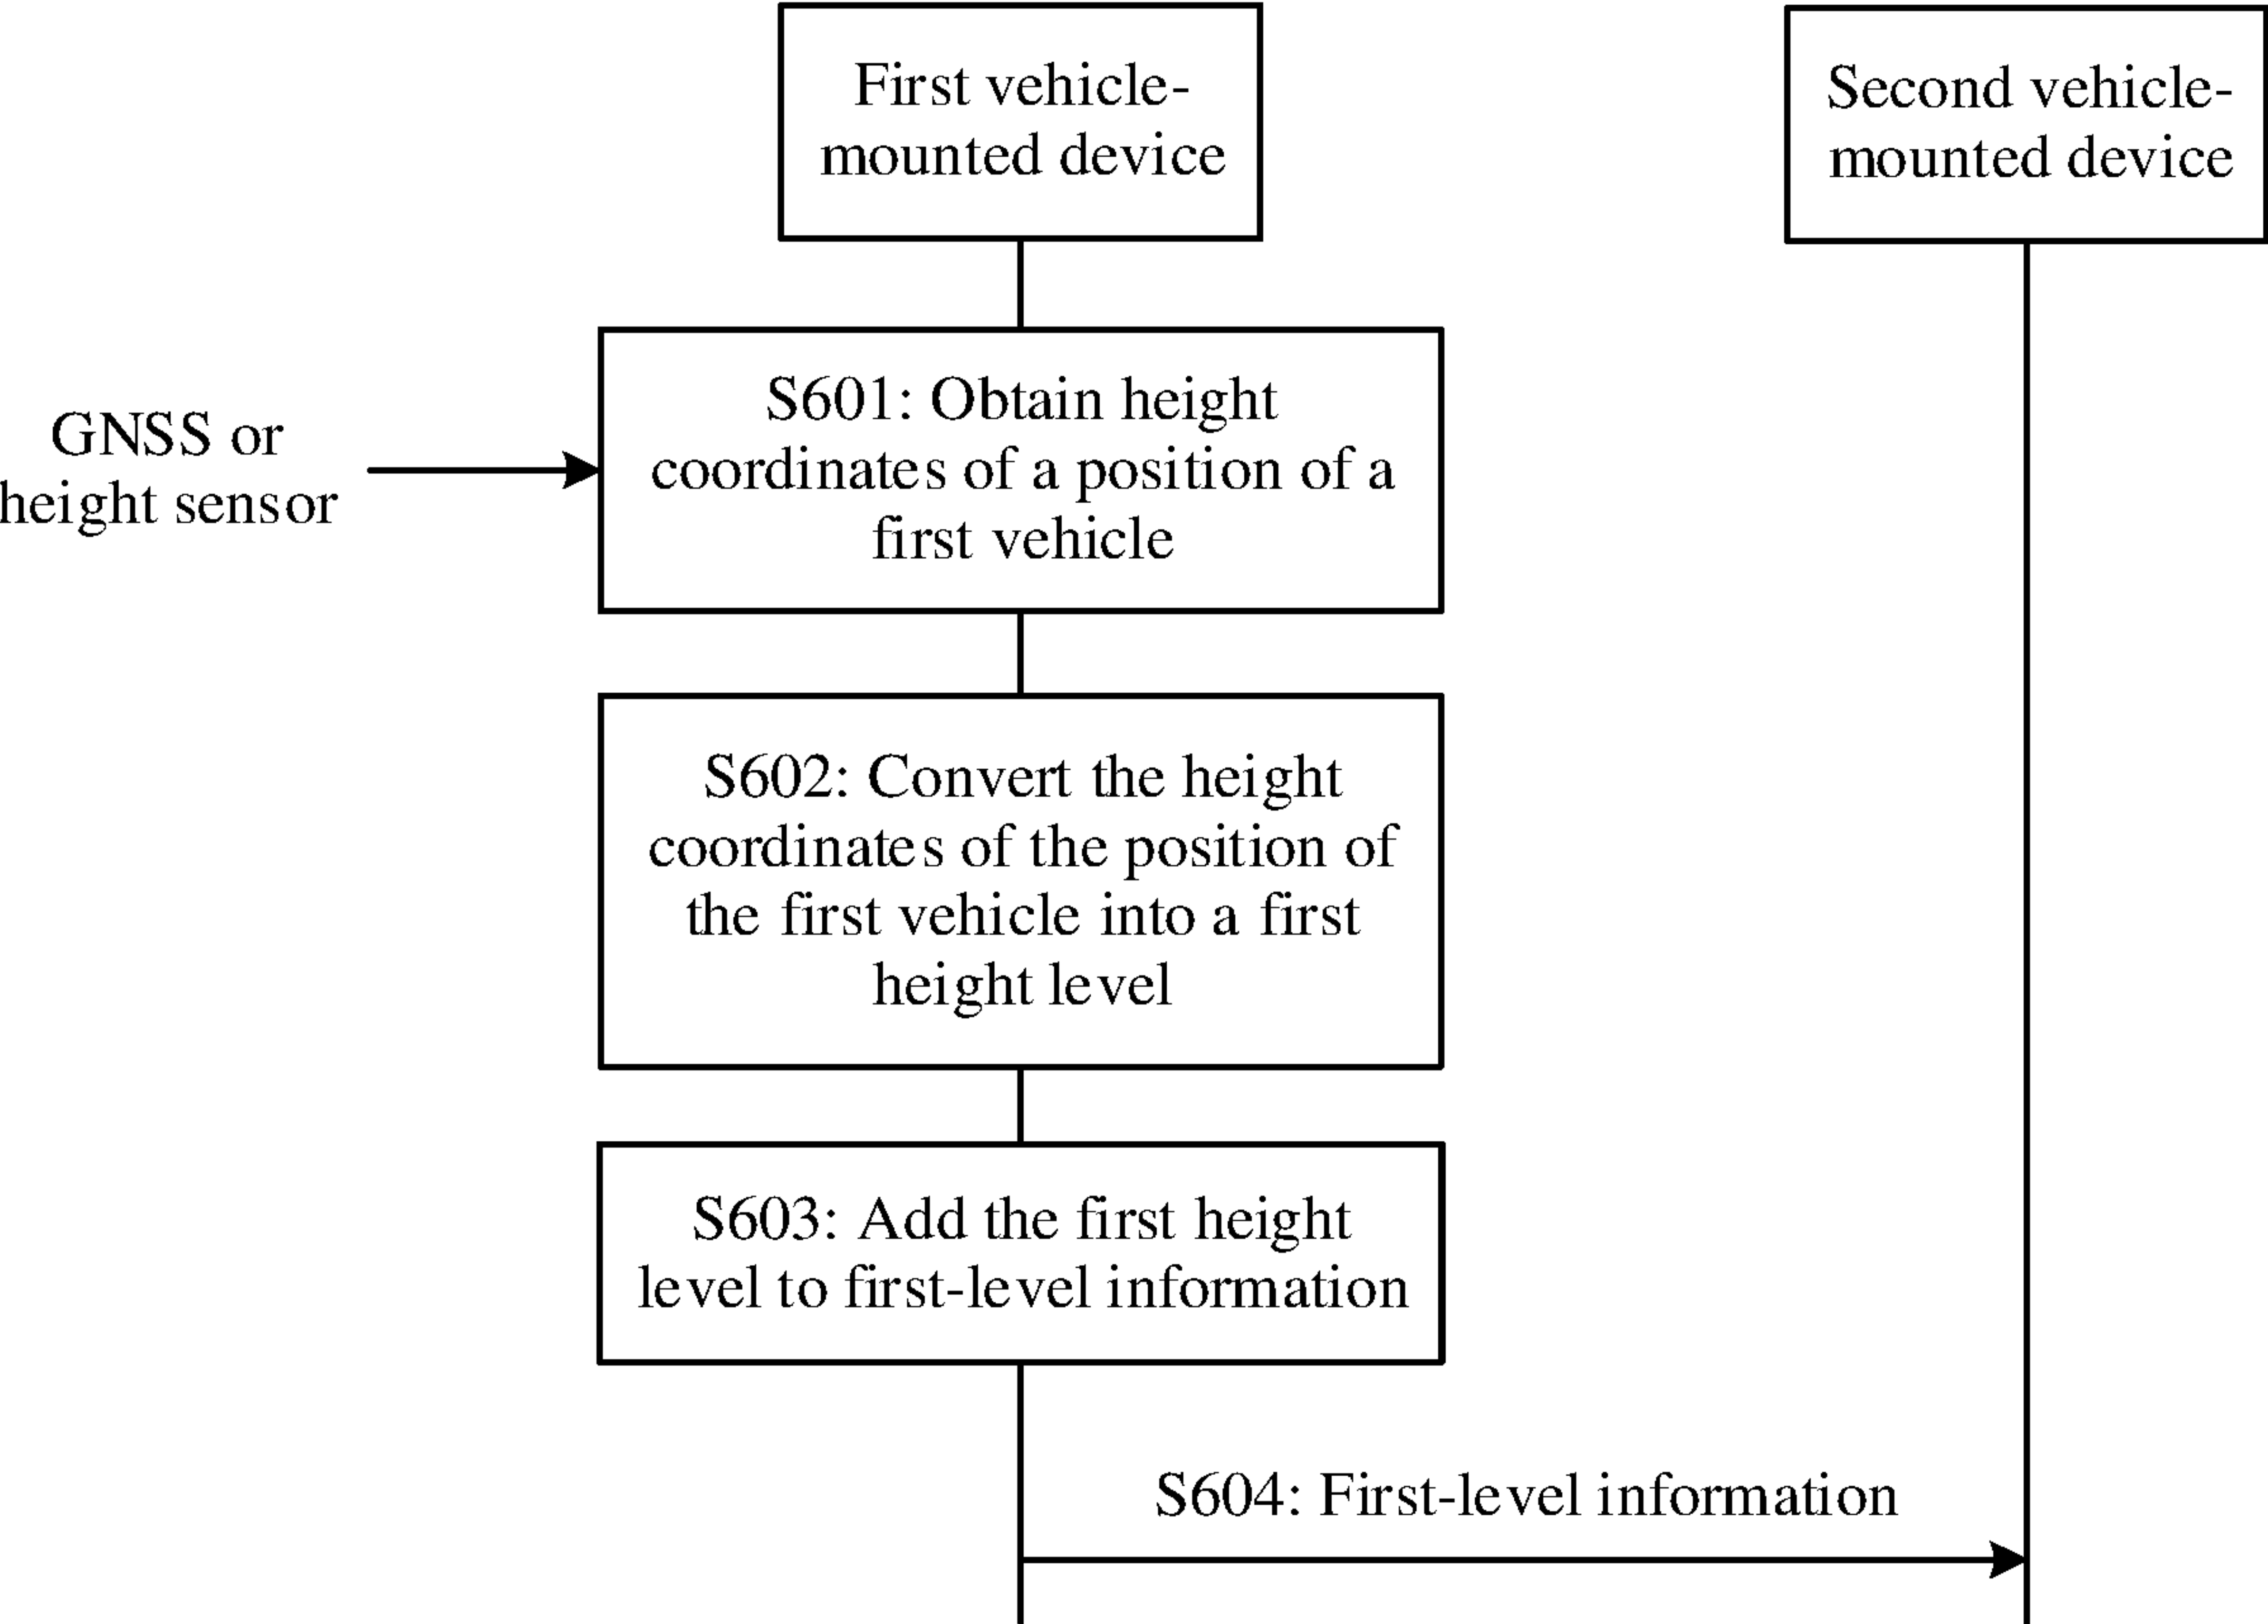 First vehicle-
mounted device
Second vehicle-
mounted device
GNSS or
height sensor
S601: Obtain height
coordinates of a position of a
first vehicle
S602: Convert the height
coordinates of the position of
the first vehicle into a first
height level
S603: Add the first height
level to first-level information
S604: First-level information